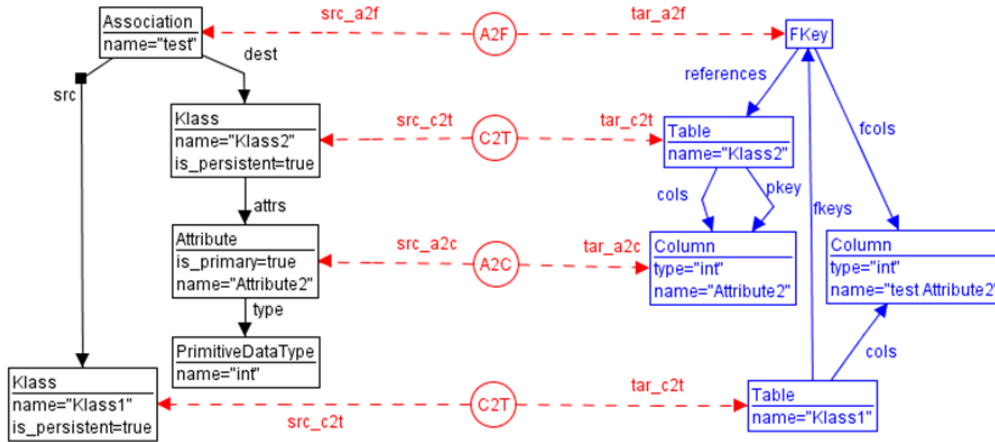 src_a2f
tar_a2f
Association
name="test"
A2F
FKey
dest
references
src
Klass
name="Klass2"
is_persistent=true
src_c2t
C2T
tar_c2t
Table
name="Klass2"
fcols
cols
pkey
attrs
fkeys
Attribute
is_primary=true
name="Attribute2"
src_a2c
A2C
tar_a2c
Column
type="int"
name="Attribute2"
Column
type="int"
name="test Attribute2"
type
PrimitiveDataType
name="int"
cols
Klass
name="Klass1"
is_persistent=true
src_c2t
C2T
tar_c2t
Table
name="Klass1"